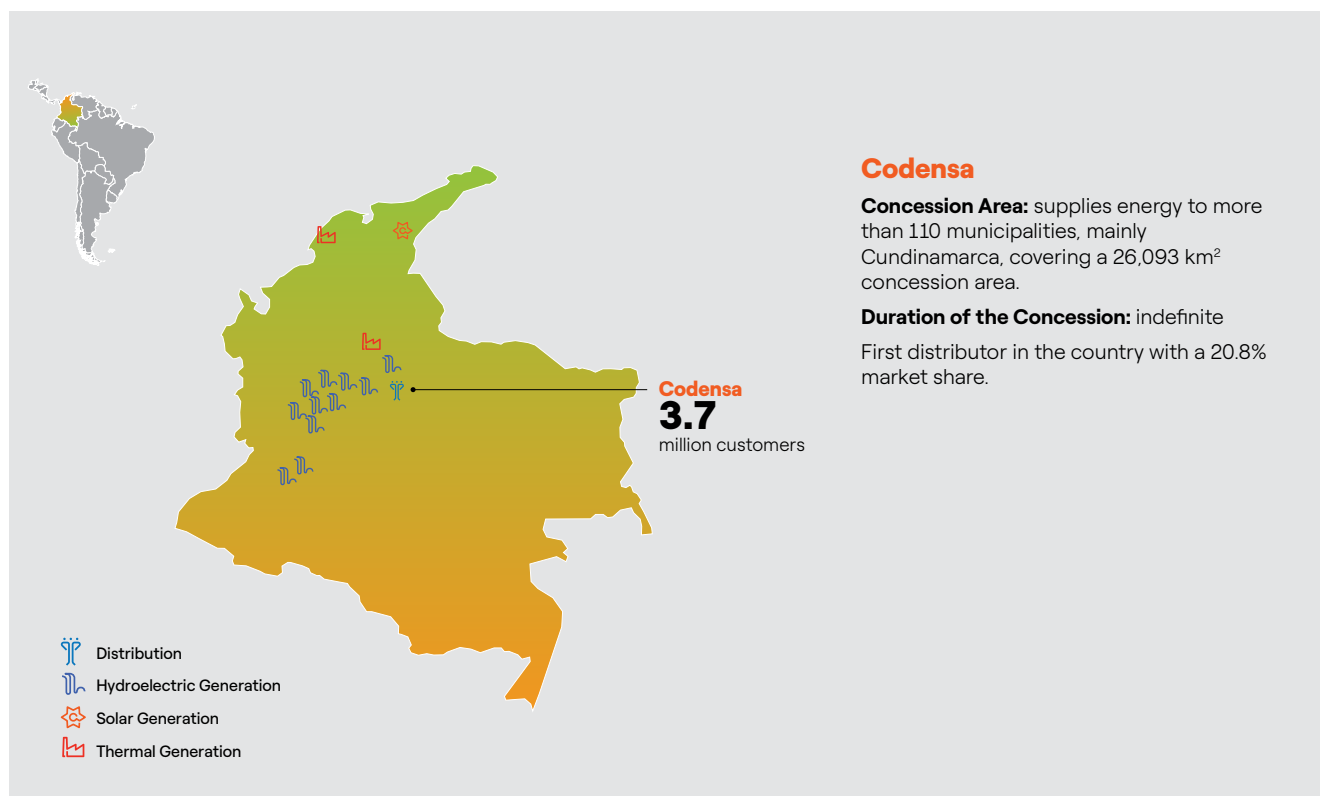 Codensa
Concession Area: supplies energy to more
than 110 municipalities, mainly
Cundinamarca, covering a 26,093 km²
concession area.
Duration of the Concession: indefinite
First distributor in the country with a 20.8%
market share.
Codensa
3.7
million customers
Distribution
Hydroelectric Generation
Solar Generation
Thermal Generation